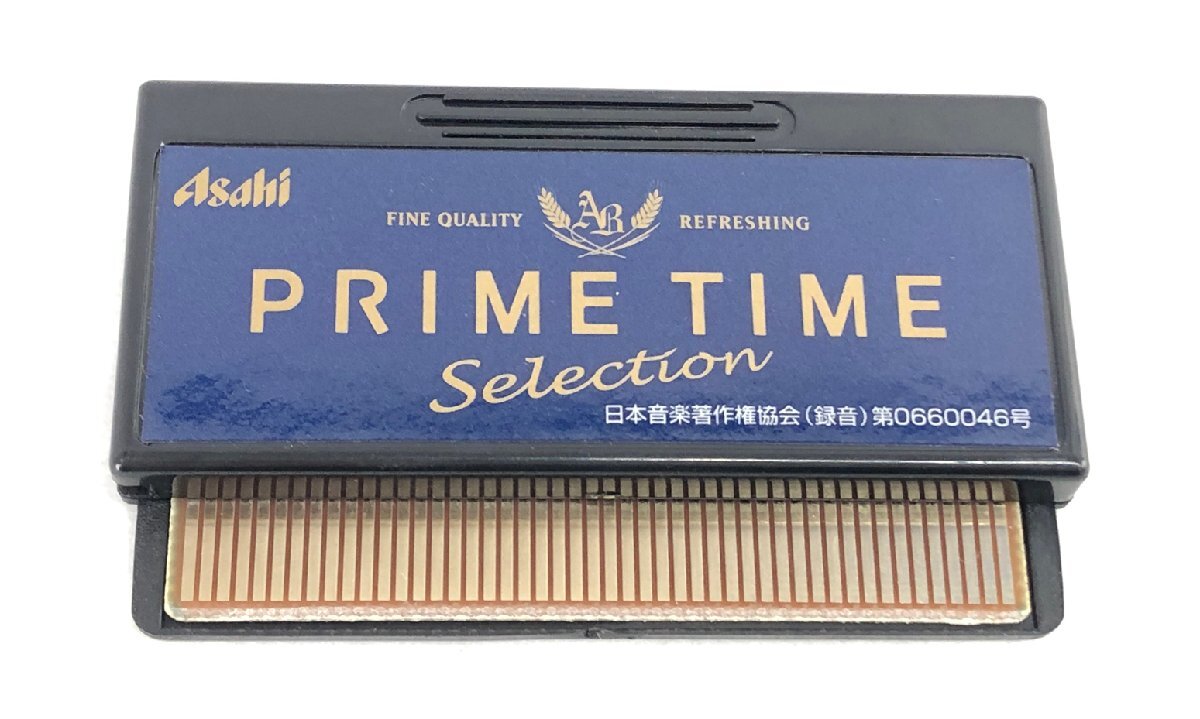 Asahi
FINE QUALITY AB REFRESHING
PRIME TIME
Selection
日本音楽著作権協会(録音)第0660046号